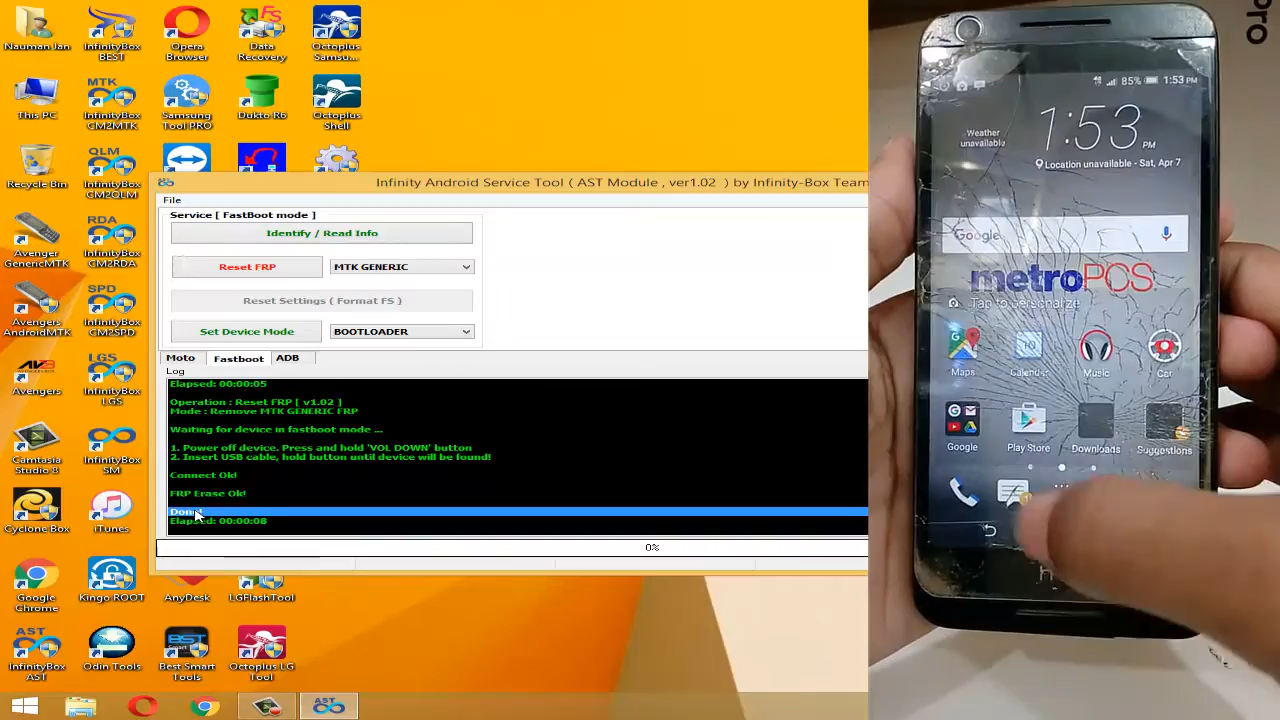 Nauman Jan
InfinityBox
BEST
Opera
Browser
Data
Recovery
Octoplus
Samsu...
This PC
MTK
InfinityBox
CM2MTK
Samsung
Tool PRO
Dukto R6
Octoplus
Shell
Recycle Bin
QLM
InfinityBox
CM2QLM
Avenger
GenericMTK
RDA
InfinityBox
CM2RDA
Avengers
AndroidMTK
SPD
InfinityBox
CM2SPD
Avengers
LGS
InfinityBox
LGS
Camtasia
Studio 8
InfinityBox
SM
Cyclone Box
iTunes
Google
Chrome
Kingo ROOT
AnyDesk
LGFlashTool
AST
InfinityBox
AST
Odin Tools
BST
Best Smart
Tools
Octoplus LG
Tool
Infinity Android Service Tool ( AST Module , ver1.02 ) by Infinity-Box Team
File
Service [ FastBoot mode ]
Identify / Read Info
Reset FRP
MTK GENERIC
Reset Settings ( Format FS )
Set Device Mode
BOOTLOADER
Moto
Fastboot
ADB
Log
Elapsed: 00:00:05
Operation : Reset FRP [ v1.02 ]
Mode : Remove MTK GENERIC FRP
Waiting for device in fastboot mode ...
1. Power off device. Press and hold 'VOL DOWN' button
2. Insert USB cable, hold button until device will be found!
Connect Ok!
FRP Erase Ok!
Done!
Elapsed: 00:00:08
0%
AST
pro
85% 1:53 PM
1:53 PM
Weather
unavailable
Location unavailable - Sat, Apr 7
Google
metroPCS
Tap to personalize
Maps
Calendar
Music
Car
Google
Play Store
Downloads
Suggestions